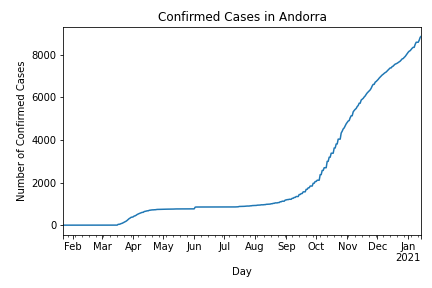 Confirmed Cases in Andorra
Number of Confirmed Cases
8000
6000
4000
2000
0
Feb Mar Apr May Jun Jul Aug Sep Oct Nov Dec Jan
2021
Day